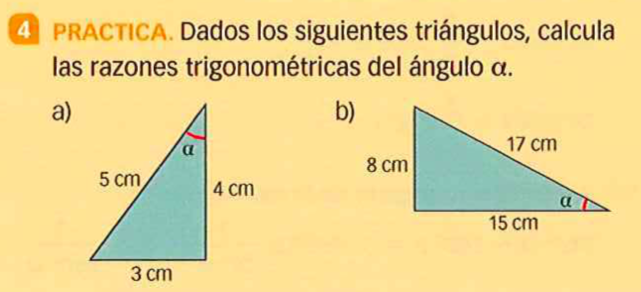 4 PRACTICA. Dados los siguientes triángulos, calcula
las razones trigonométricas del ángulo α.
a)
α
5 cm
4 cm
3 cm
b)
17 cm
8 cm
α
15 cm